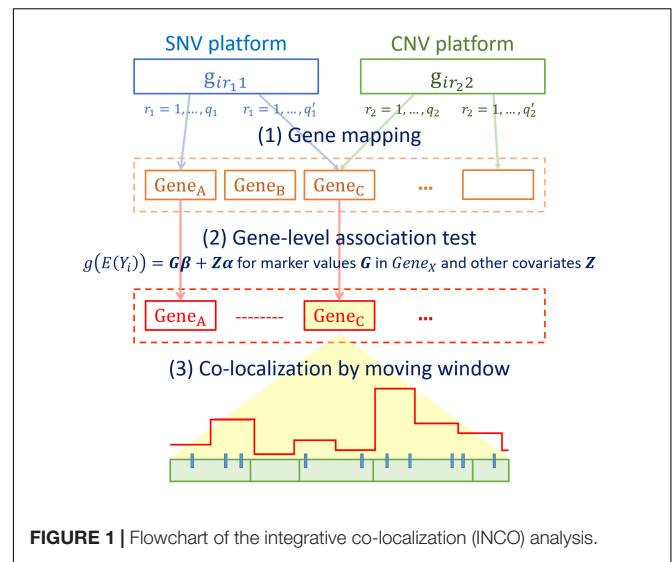 SNV platform CNV platform
g_{ir_1 1} g_{ir_2 2}
r_1 = 1, ..., q_1 r_1 = 1, ..., q'_1 r_2 = 1, ..., q_2 r_2 = 1, ..., q'_2
(1) Gene mapping
Gene_A Gene_B Gene_C ...
(2) Gene-level association test
g(E(Y_i)) = Gβ + Zα for marker values G in Gene_X and other covariates Z
Gene_A -------- Gene_C ...
(3) Co-localization by moving window
FIGURE 1 | Flowchart of the integrative co-localization (INCO) analysis.